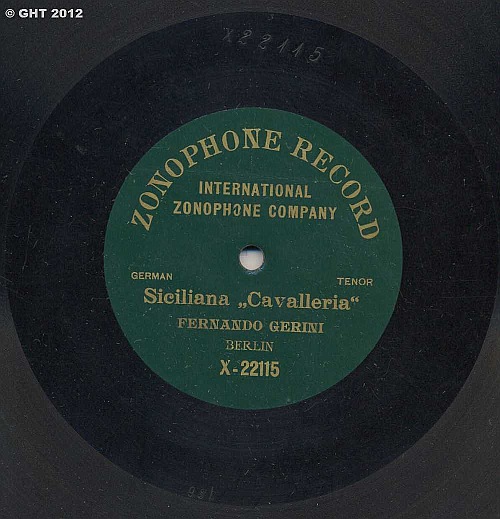 © GHT 2012
X22115
ZONOPHONE RECORD
INTERNATIONAL
ZONOPHONE COMPANY
GERMAN TENOR
Siciliana „Cavalleria“
FERNANDO GERINI
BERLIN
X-22115